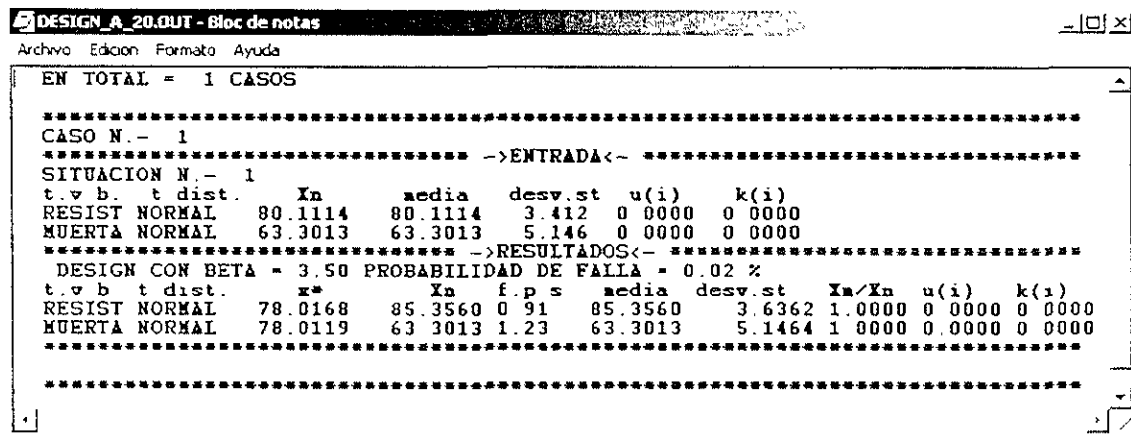 DESIGN_A_20.OUT - Bloc de notas
Archivo Edicion Formato Ayuda
EN TOTAL = 1 CASOS
******************************************************************************
CASO N.- 1
******************************** ->ENTRADA<- *********************************
SITUACION N.- 1
t.v b. t dist. Xn media desv.st u(i) k(i)
RESIST NORMAL 80.1114 80.1114 3.412 0 0000 0 0000
MUERTA NORMAL 63.3013 63.3013 5.146 0 0000 0 0000
******************************* ->RESULTADOS<- *******************************
DESIGN CON BETA = 3.50 PROBABILIDAD DE FALLA = 0.02 %
t.v b t dist. x* Xn f.p s media desv.st Xm/Xn u(i) k(i)
RESIST NORMAL 78.0168 85.3560 0 91 85.3560 3.6362 1.0000 0 0000 0 0000
MUERTA NORMAL 78.0119 63 3013 1.23 63.3013 5.1464 1 0000 0.0000 0 0000
******************************************************************************
******************************************************************************